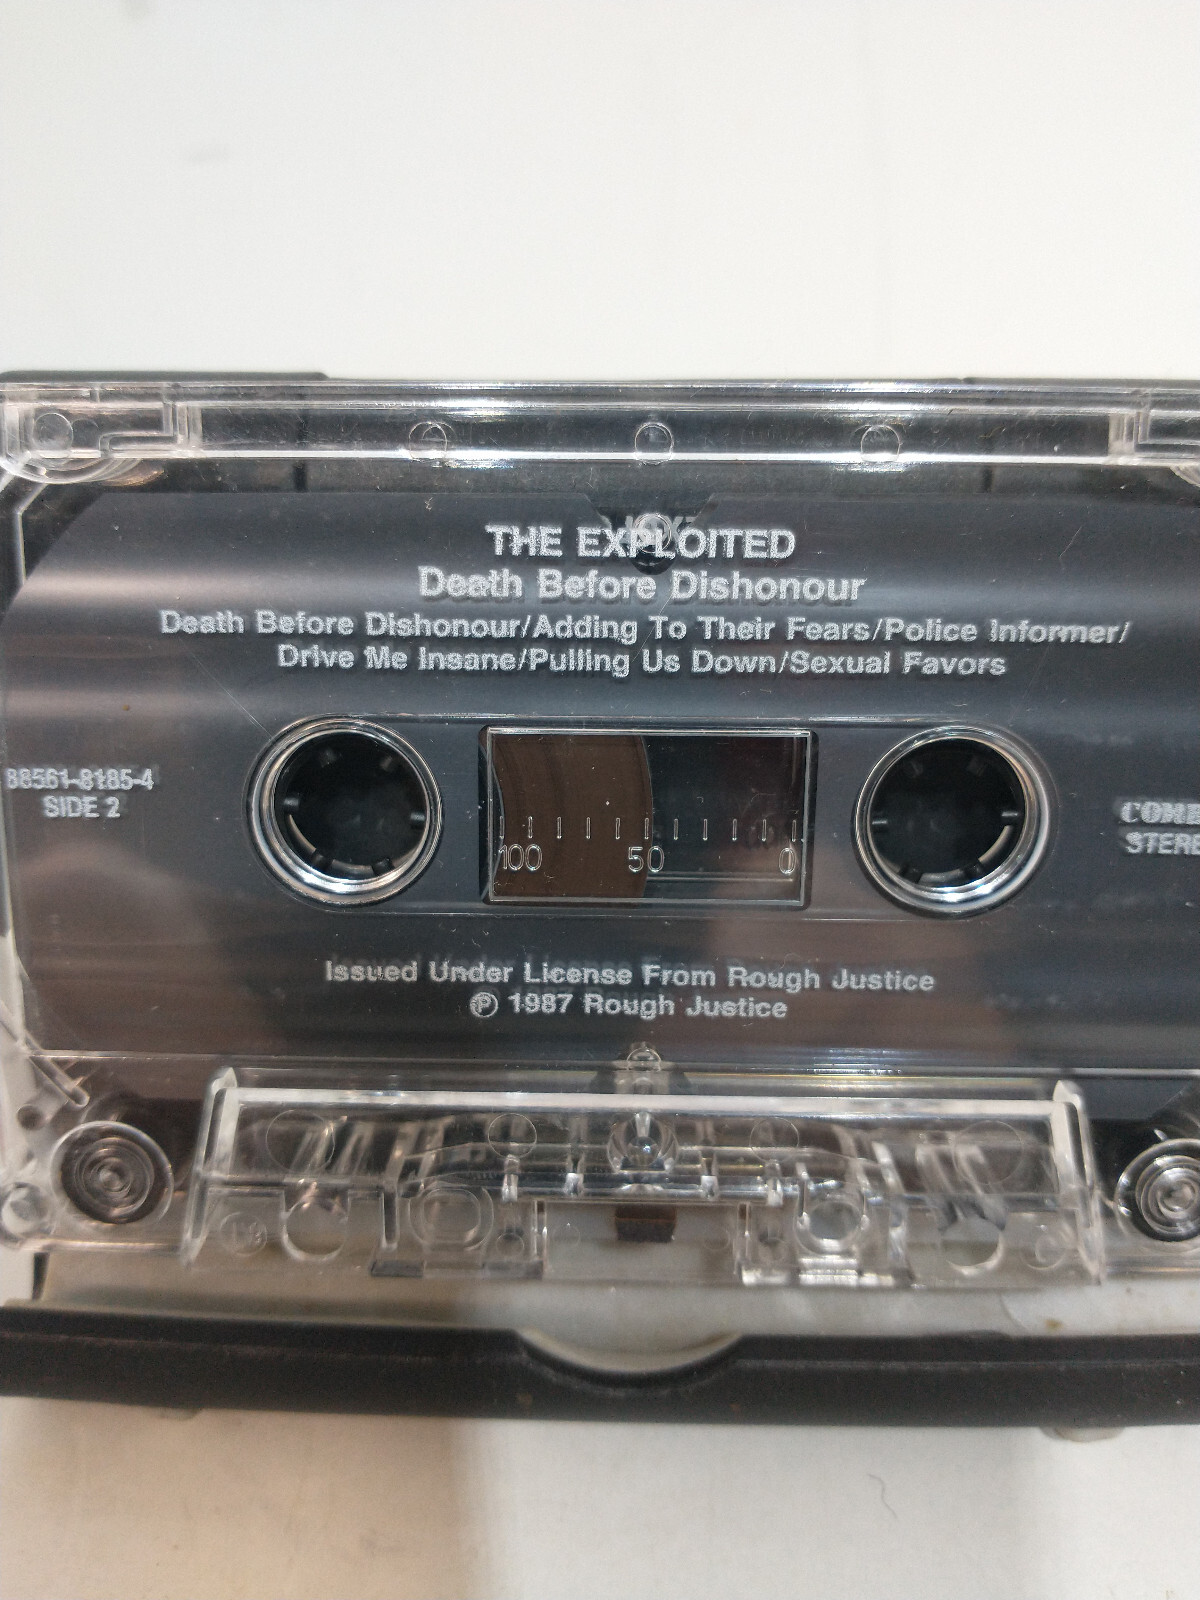 THE EXPLOITED
Death Before Dishonour
Death Before Dishonour/Adding To Their Fears/Police Informer/
Drive Me Insane/Pulling Us Down/Sexual Favors
88561-8185-4
SIDE 2
100 50 0
Issued Under License From Rough Justice
Ⓟ 1987 Rough Justice